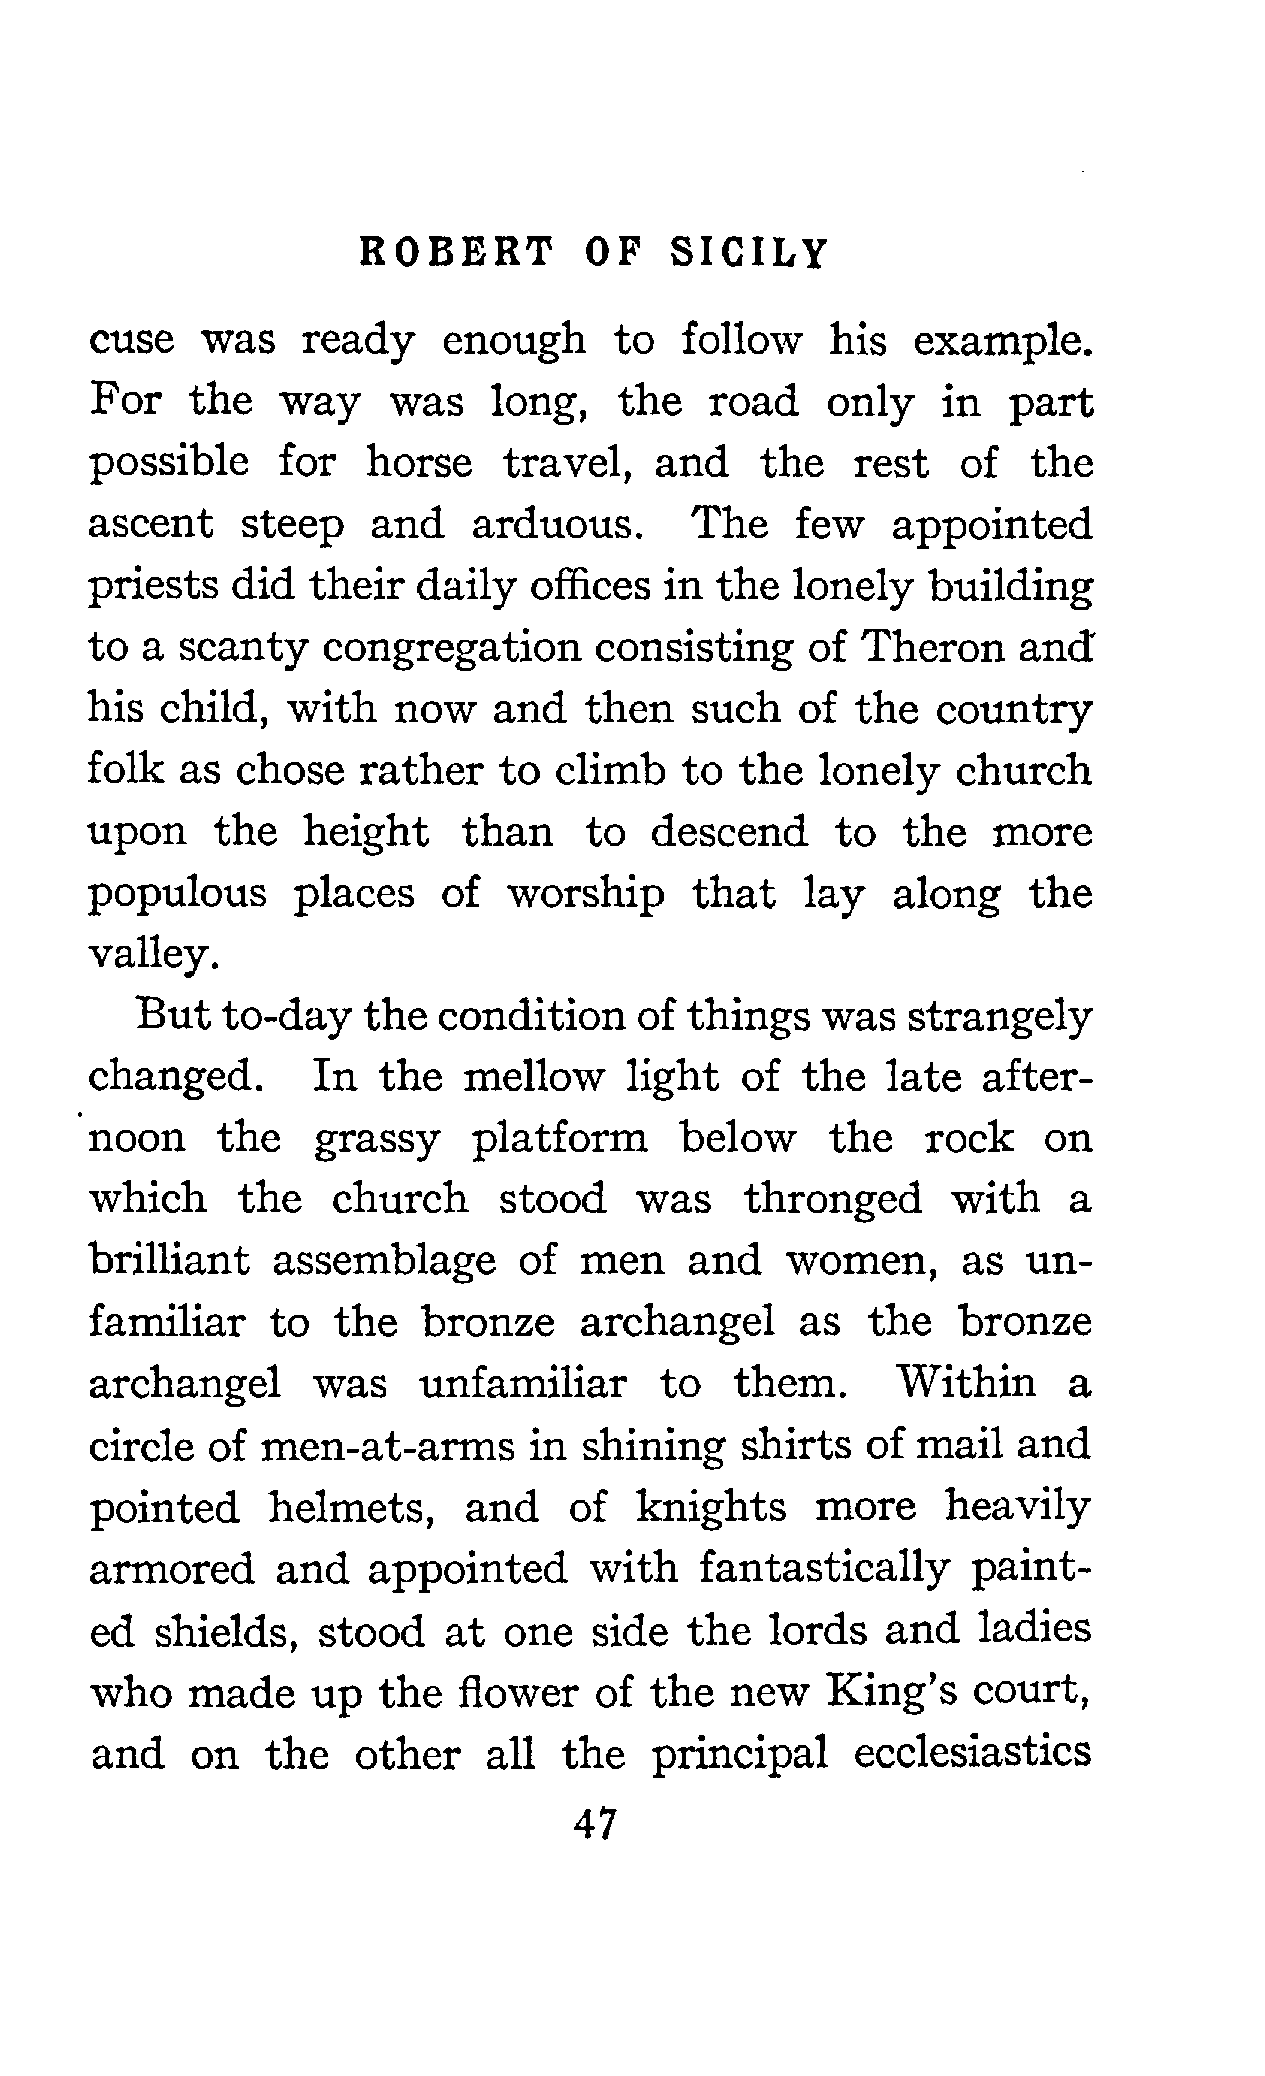 ROBERT OF SICILY
cuse was ready enough to follow his example.
For the way was long, the road only in part
possible for horse travel, and the rest of the
ascent steep and arduous. The few appointed
priests did their daily offices in the lonely building
to a scanty congregation consisting of Theron and
his child, with now and then such of the country
folk as chose rather to climb to the lonely church
upon the height than to descend to the more
populous places of worship that lay along the
valley.
But to-day the condition of things was strangely
changed. In the mellow light of the late after-
noon the grassy platform below the rock on
which the church stood was thronged with a
brilliant assemblage of men and women, as un-
familiar to the bronze archangel as the bronze
archangel was unfamiliar to them. Within a
circle of men-at-arms in shining shirts of mail and
pointed helmets, and of knights more heavily
armored and appointed with fantastically paint-
ed shields, stood at one side the lords and ladies
who made up the flower of the new King's court,
and on the other all the principal ecclesiastics
47